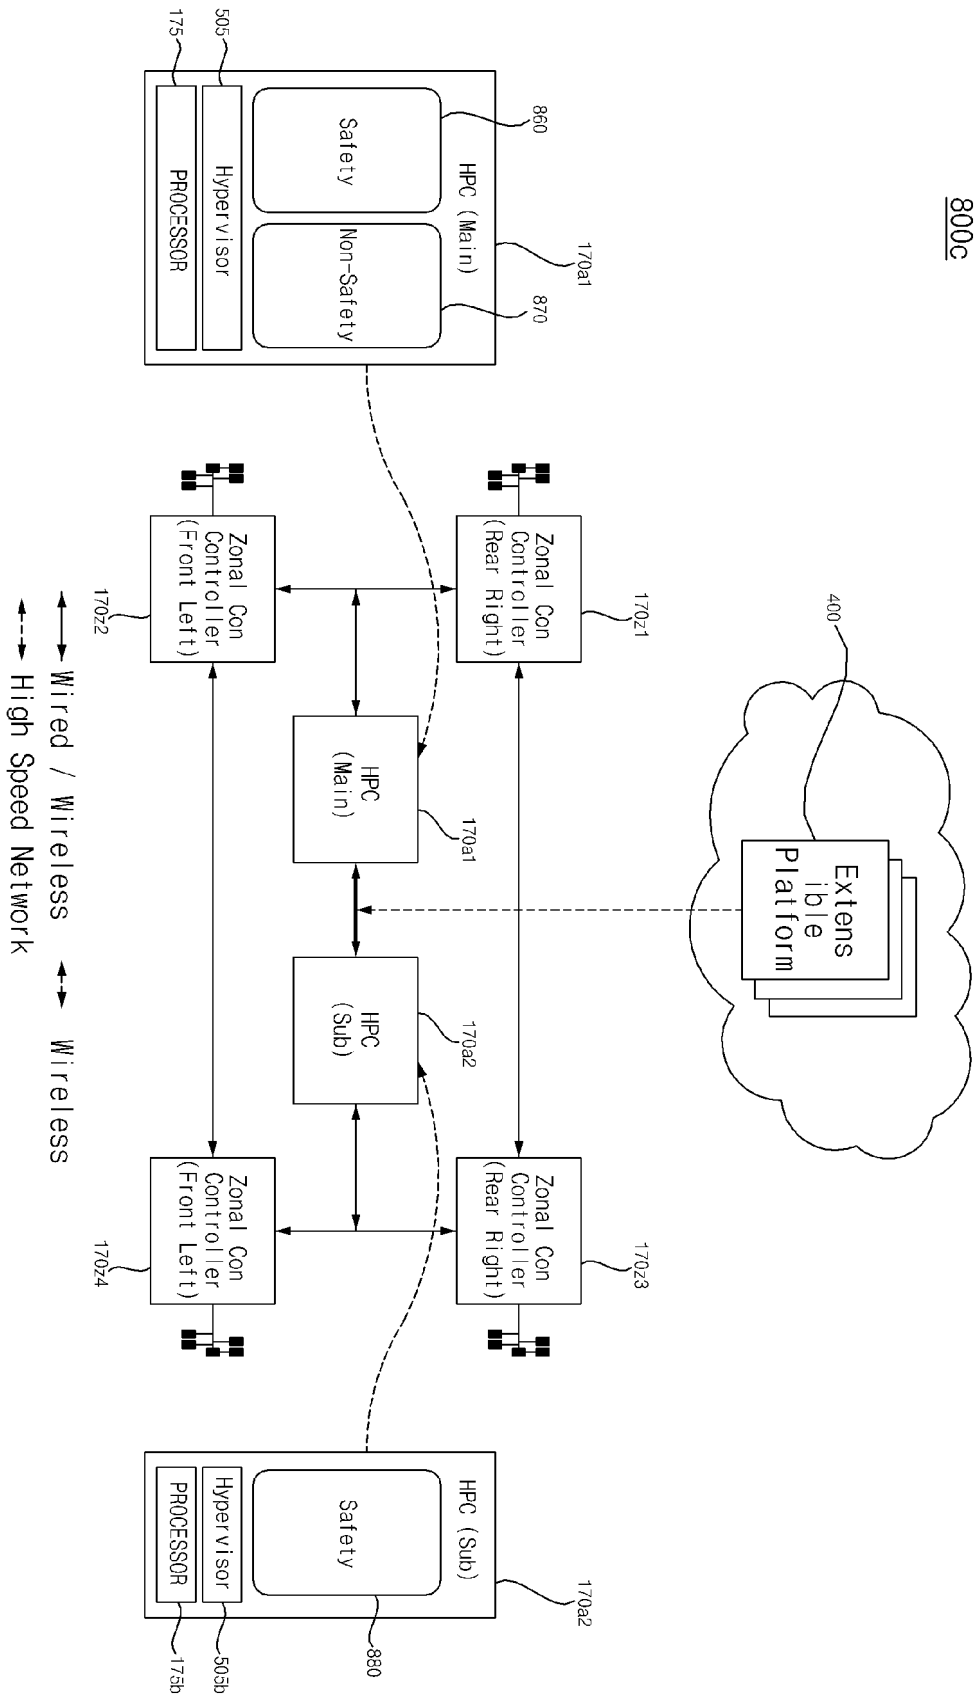 800c
400
Extens
ible
Platform
860
170a1
870
HPC (Main)
Safety
Non-Safety
Hypervisor
PROCESSOR
505
175
170z1
Zonal Con
Controller
(Rear Right)
170z3
Zonal Con
Controller
(Rear Right)
HPC
(Main)
170a1
HPC
(Sub)
170a2
Zonal Con
Controller
(Front Left)
170z2
Zonal Con
Controller
(Front Left)
170z4
170a2
HPC (Sub)
Safety
880
Hypervisor
505b
PROCESSOR
175b
Wired / Wireless
Wireless
High Speed Network